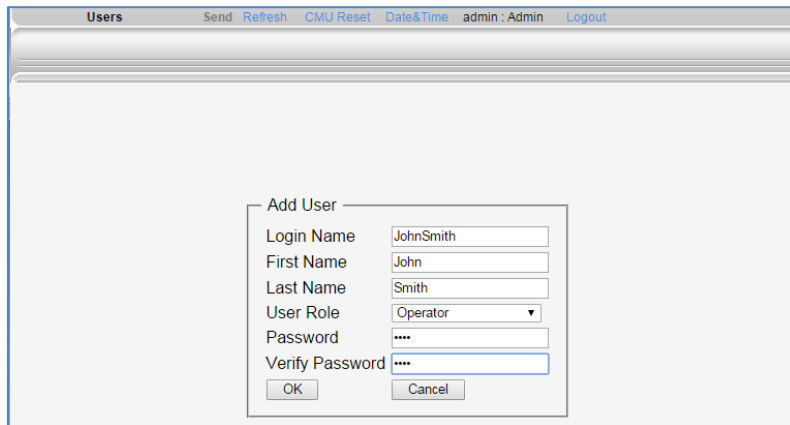 Users Send Refresh CMU Reset Date&Time admin : Admin Logout
Add User
Login Name JohnSmith
First Name John
Last Name Smith
User Role Operator
Password ••••
Verify Password ••••
OK Cancel